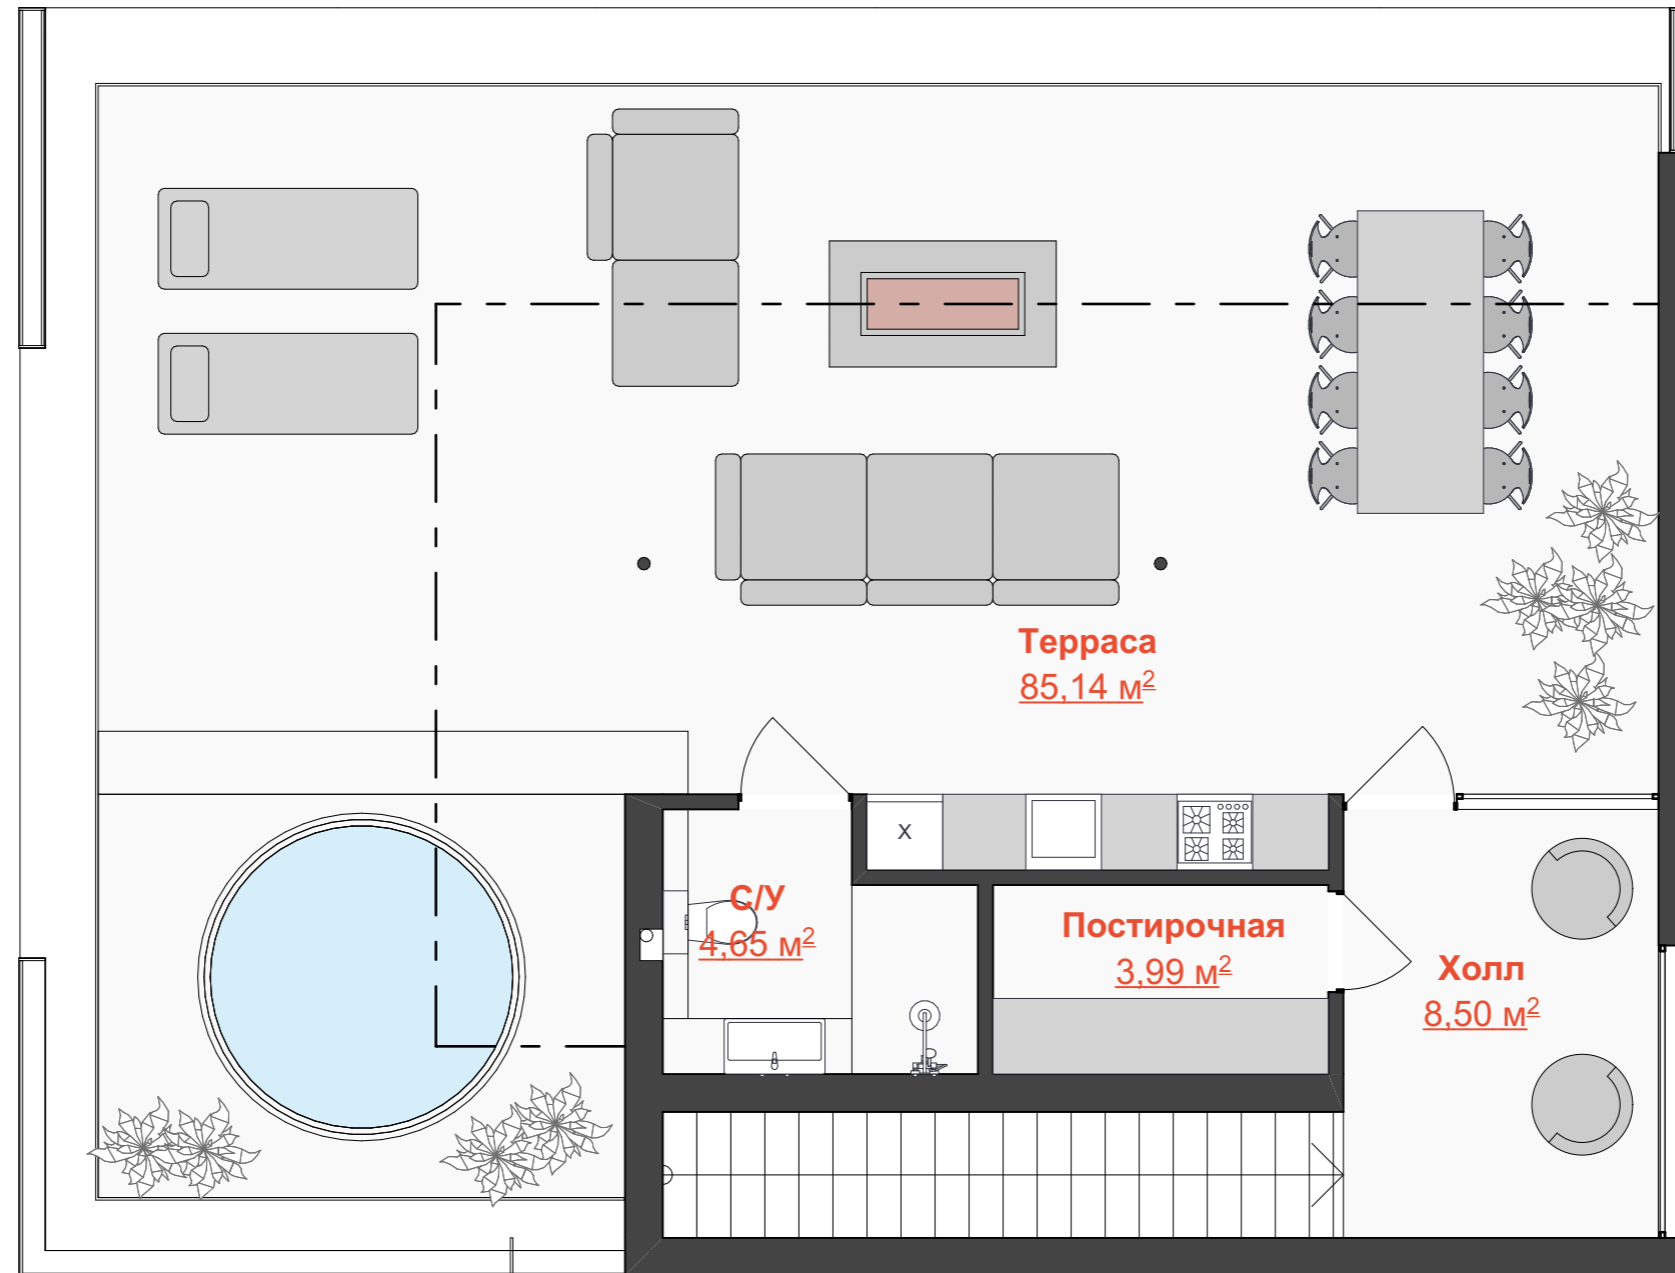 Терраса
85,14 м²
X
С/У
4,65 м²
Постирочная
3,99 м²
Холл
8,50 м²